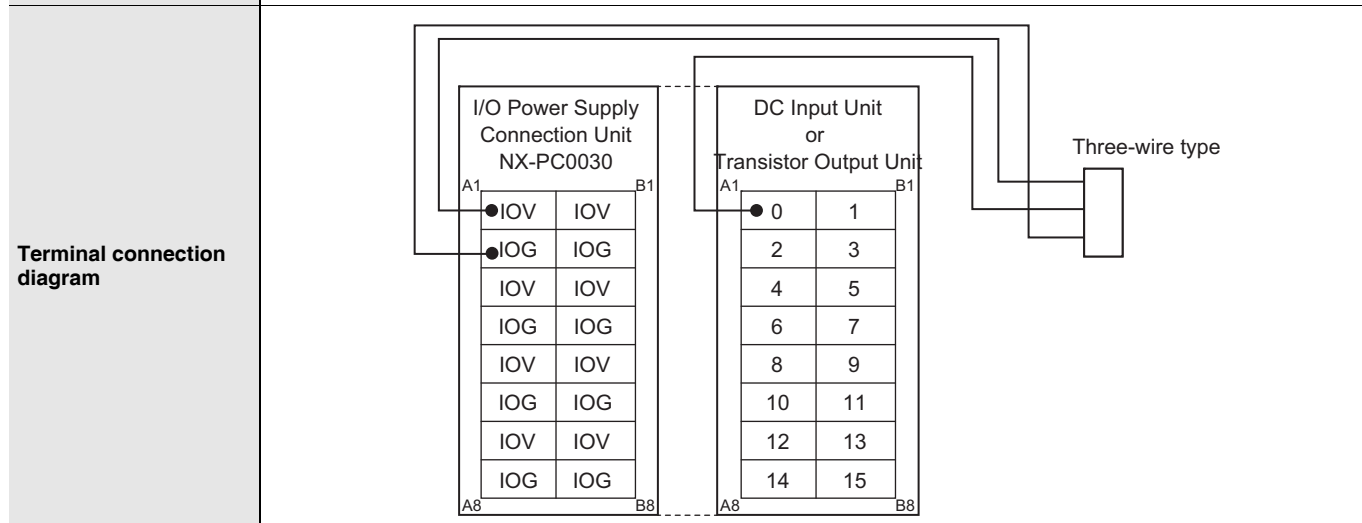 Terminal connection
diagram
I/O Power Supply
Connection Unit
NX-PC0030
A1 B1
IOV IOV
IOG IOG
IOV IOV
IOG IOG
IOV IOV
IOG IOG
IOV IOV
IOG IOG
A8 B8
DC Input Unit
or
Transistor Output Unit
A1 B1
0 1
2 3
4 5
6 7
8 9
10 11
12 13
14 15
A8 B8
Three-wire type